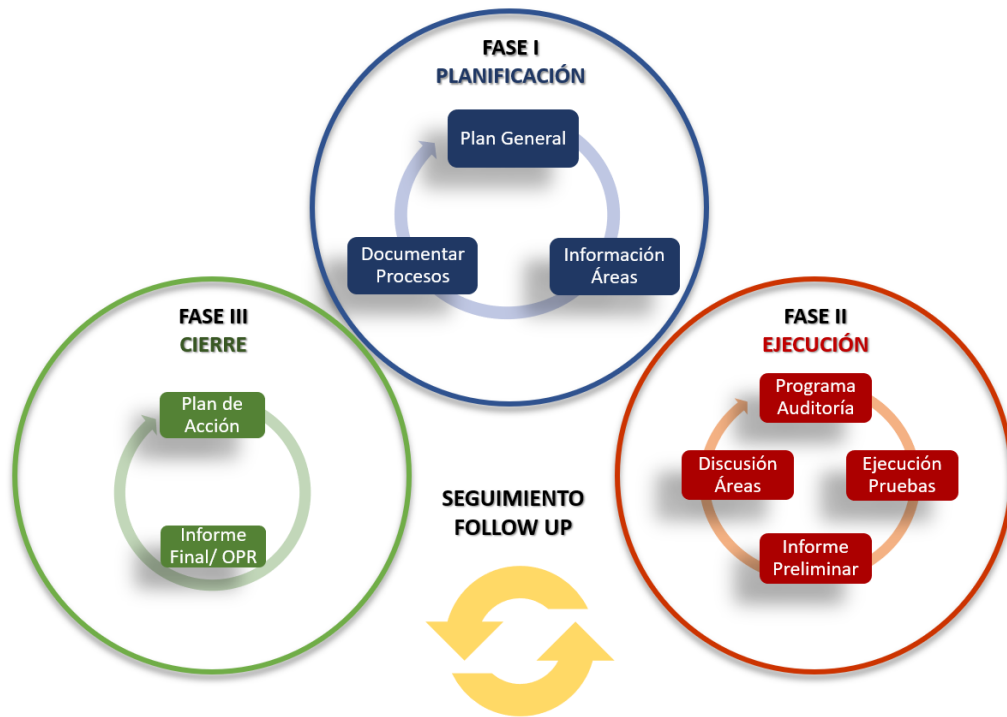 FASE I
PLANIFICACIÓN
Plan General
Información
Áreas
Documentar
Procesos
FASE II
EJECUCIÓN
Programa
Auditoría
Ejecución
Pruebas
Informe
Preliminar
Discusión
Áreas
FASE III
CIERRE
Plan de
Acción
Informe
Final/ OPR
SEGUIMIENTO
FOLLOW UP